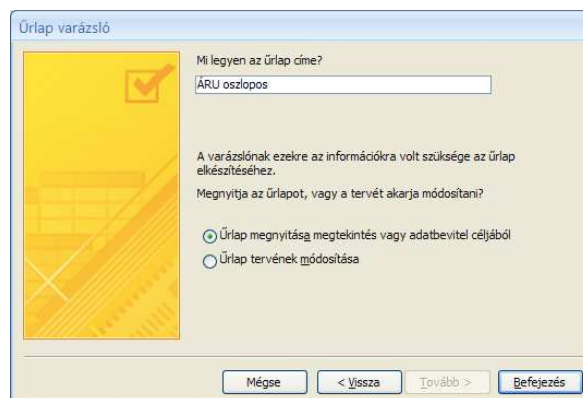 Űrlap varázsló
Mi legyen az űrlap címe?
ÁRU oszlopos
A varázslónak ezekre az információkra volt szüksége az űrlap
elkészítéséhez.
Megnyitja az űrlapot, vagy a tervét akarja módosítani?
Űrlap megnyitása megtekintés vagy adatbevitel céljából
Űrlap tervének módosítása
Mégse
< Vissza
Tovább >
Befejezés